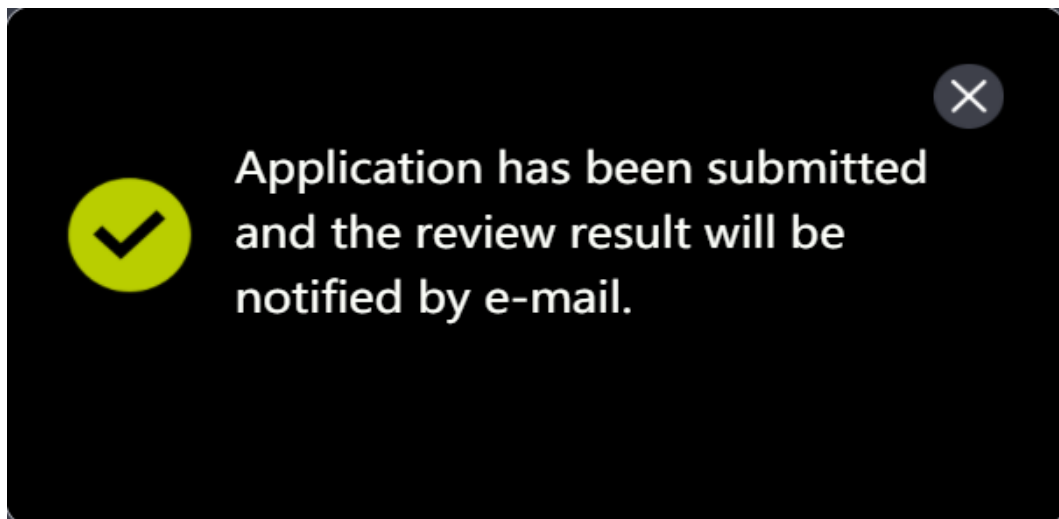 Application has been submitted
and the review result will be
notified by e-mail.